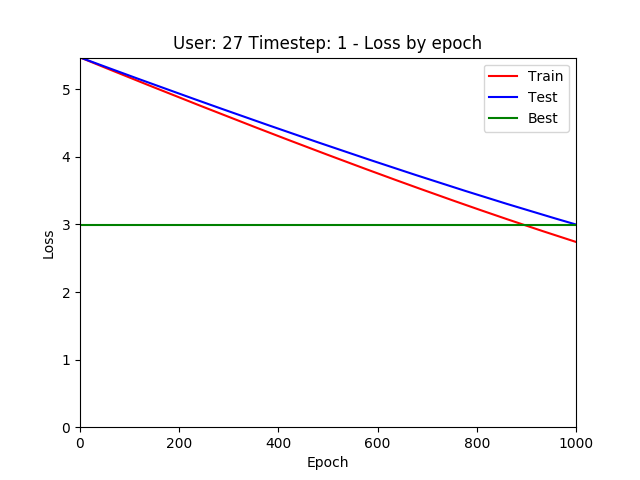 User: 27 Timestep: 1 - Loss by epoch
Train
Test
Best
5
4
3
2
1
0
Loss
0 200 400 600 800 1000
Epoch